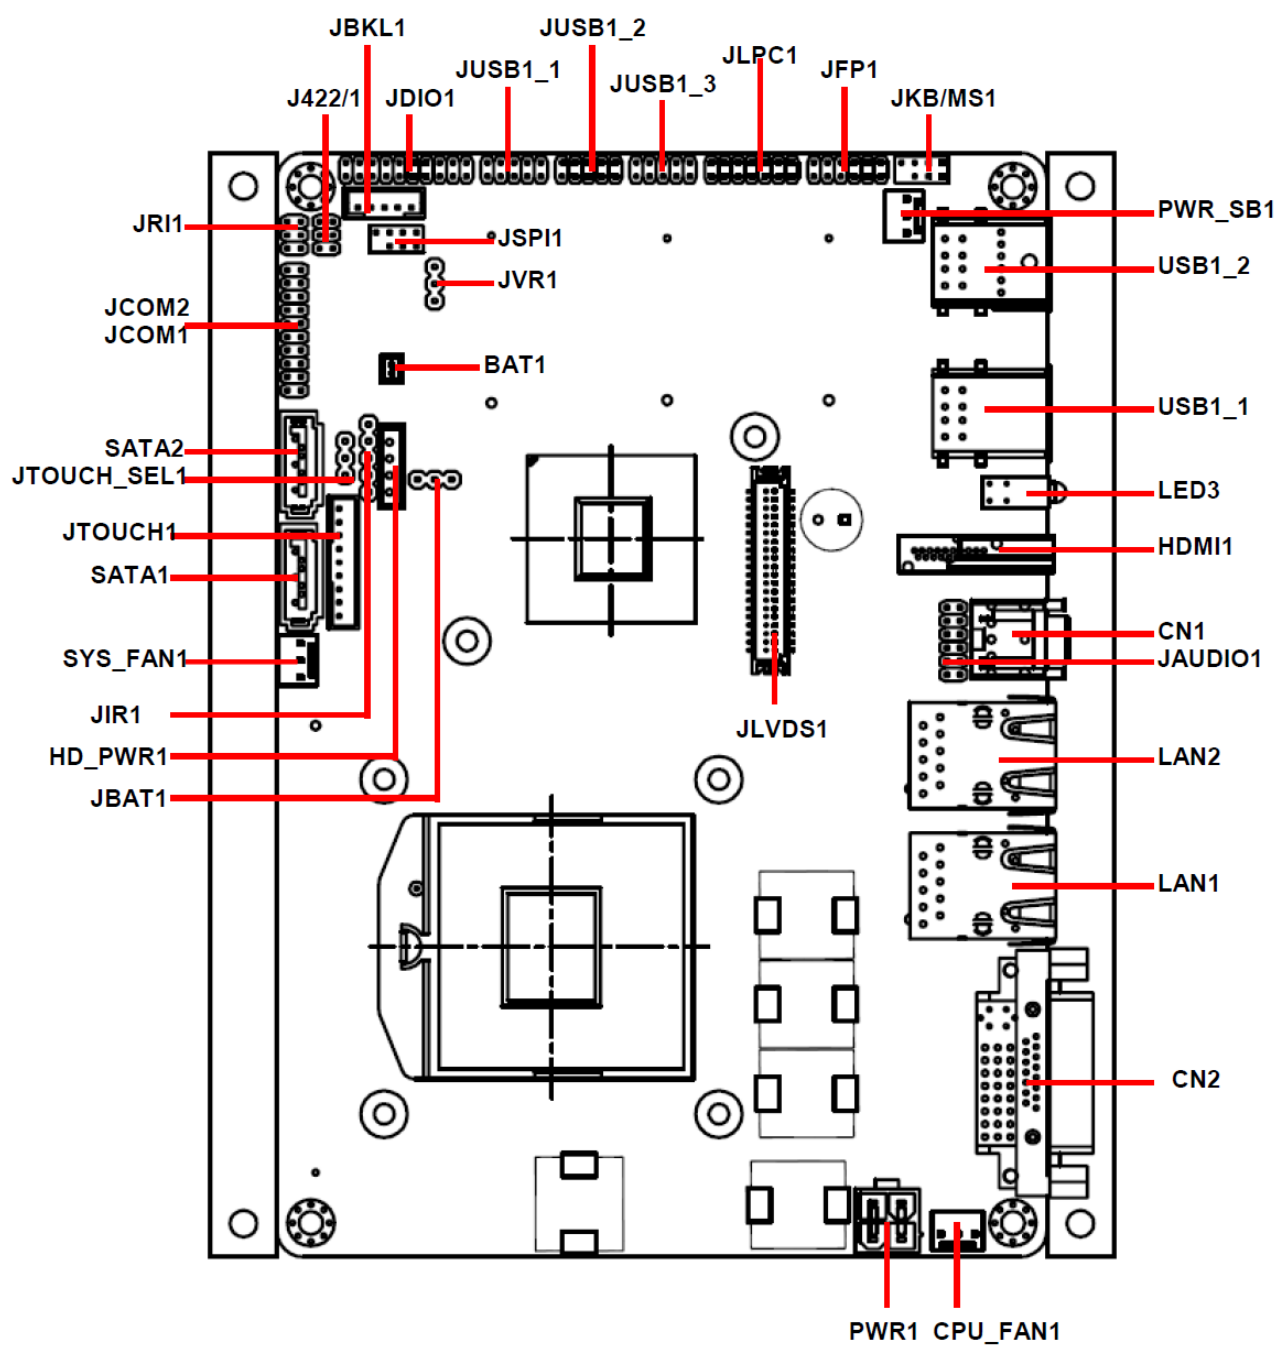 JBKL1
JUSB1_2
JUSB1_1
JUSB1_3
JLPC1
JFP1
J422/1
JDIO1
JKB/MS1
JRI1
JSPI1
PWR_SB1
JVR1
USB1_2
JCOM2
JCOM1
BAT1
USB1_1
SATA2
JTOUCH_SEL1
LED3
JTOUCH1
HDMI1
SATA1
CN1
SYS_FAN1
JAUDIO1
JIR1
JLVDS1
HD_PWR1
LAN2
JBAT1
LAN1
CN2
PWR1
CPU_FAN1